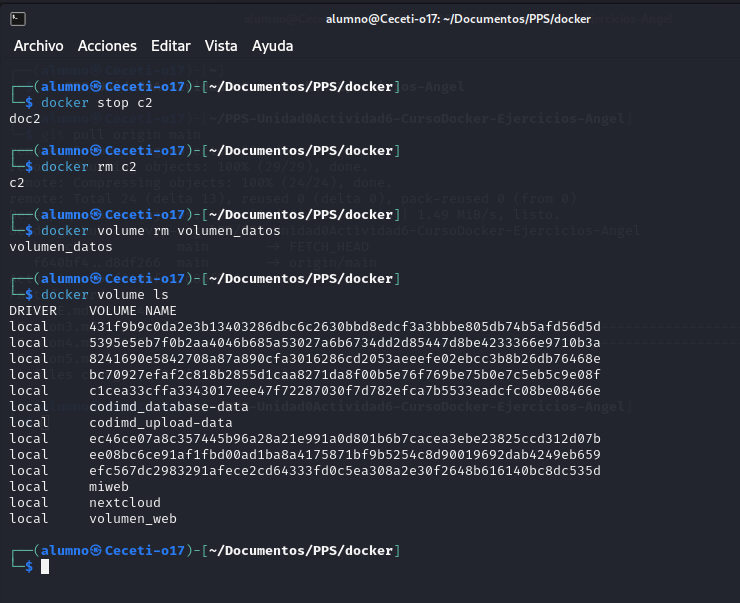 alumno@Ceceti-o17: ~/Documentos/PPS/docker
Archivo Acciones Editar Vista Ayuda
┌──(alumno㉿Ceceti-o17)-[~/Documentos/PPS/docker]
└─$ docker stop c2
doc2
┌──(alumno㉿Ceceti-o17)-[~/Documentos/PPS/docker]
└─$ docker rm c2
c2
┌──(alumno㉿Ceceti-o17)-[~/Documentos/PPS/docker]
└─$ docker volume rm volumen_datos
volumen_datos
┌──(alumno㉿Ceceti-o17)-[~/Documentos/PPS/docker]
└─$ docker volume ls
DRIVER VOLUME NAME
local 431f9b9c0da2e3b13403286dbc6c2630bbd8edcf3a3bbbe805db74b5afd56d5d
local 5395e5eb7f0b2aa4046b685a53027a6b6734dd2d85447d8be4233366e9710b3a
local 8241690e5842708a87a890cfa3016286cd2053aeeefe02ebcc3b8b26db76468e
local bc70927efaf2c818b2855d1caa8271da8f00b5e76f769be75b0e7c5eb5c9e08f
local c1cea33cffa3343017eee47f72287030f7d782efca7b5533eadcfc08be08466e
local codimd_database-data
local codimd_upload-data
local ec46ce07a8c357445b96a28a21e991a0d801b6b7cacea3ebe23825ccd312d07b
local ee08bc6ce91af1fbd00ad1ba8a4175871bf9b5254c8d90019692dab4249eb659
local efc567dc2983291afece2cd64333fd0c5ea308a2e30f2648b616140bc8dc535d
local miweb
local nextcloud
local volumen_web
┌──(alumno㉿Ceceti-o17)-[~/Documentos/PPS/docker]
└─$